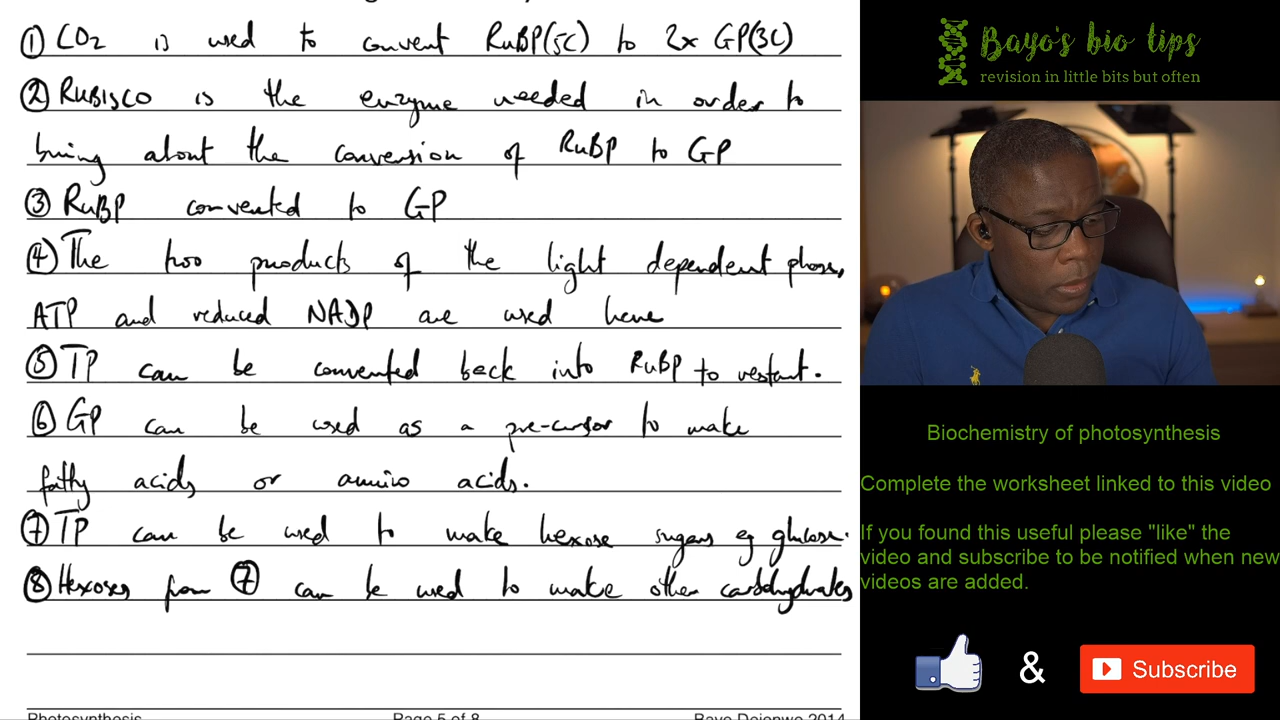 ① CO2 is used to convert RuBP(5C) to 2x GP(3C)
② RUBISCO is the enzyme needed in order to
bring about the conversion of RuBP to GP
③ RuBP converted to GP
④ The two products of the light dependent phase,
ATP and reduced NADP are used here
⑤ TP can be converted back into RuBP to restart.
⑥ GP can be used as a pre-cursor to make
fatty acids or amino acids.
⑦ TP can be used to make hexose sugars eg glucose.
⑧ Hexoses from ⑦ can be used to make other carbohydrates
Photosynthesis Page 5 of 8
Bayo's bio tips
revision in little bits but often
Biochemistry of photosynthesis
Complete the worksheet linked to this video
If you found this useful please "like" the
video and subscribe to be notified when new
videos are added.
& Subscribe